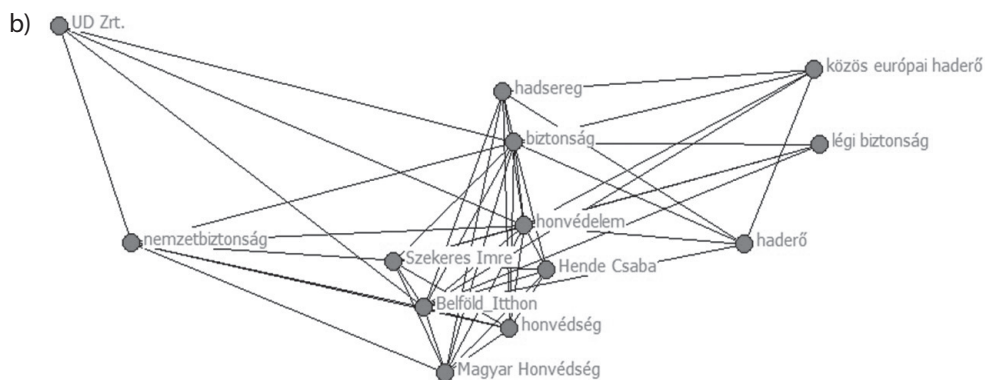 b)
UD Zrt.
hadsereg
közös európai haderő
biztonság
légi biztonság
honvédelem
nemzetbiztonság
haderő
Szekeres Imre
Hende Csaba
Belföld_Itthon
honvédség
Magyar Honvédség